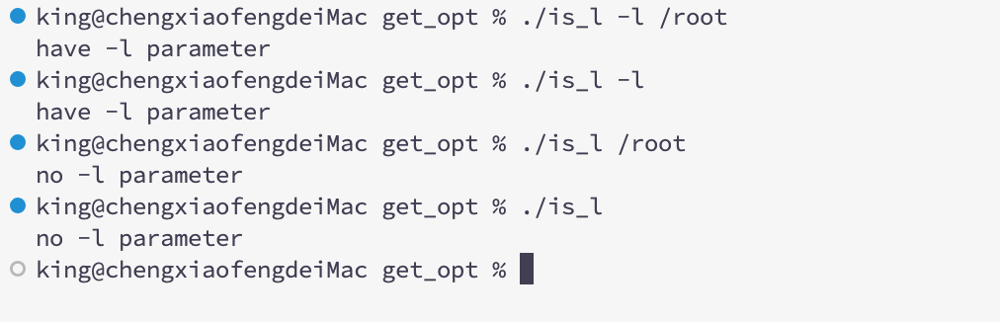 king@chengxiaofengdeiMac get_opt % ./is_l -l /root
have -l parameter
king@chengxiaofengdeiMac get_opt % ./is_l -l
have -l parameter
king@chengxiaofengdeiMac get_opt % ./is_l /root
no -l parameter
king@chengxiaofengdeiMac get_opt % ./is_l
no -l parameter
king@chengxiaofengdeiMac get_opt %